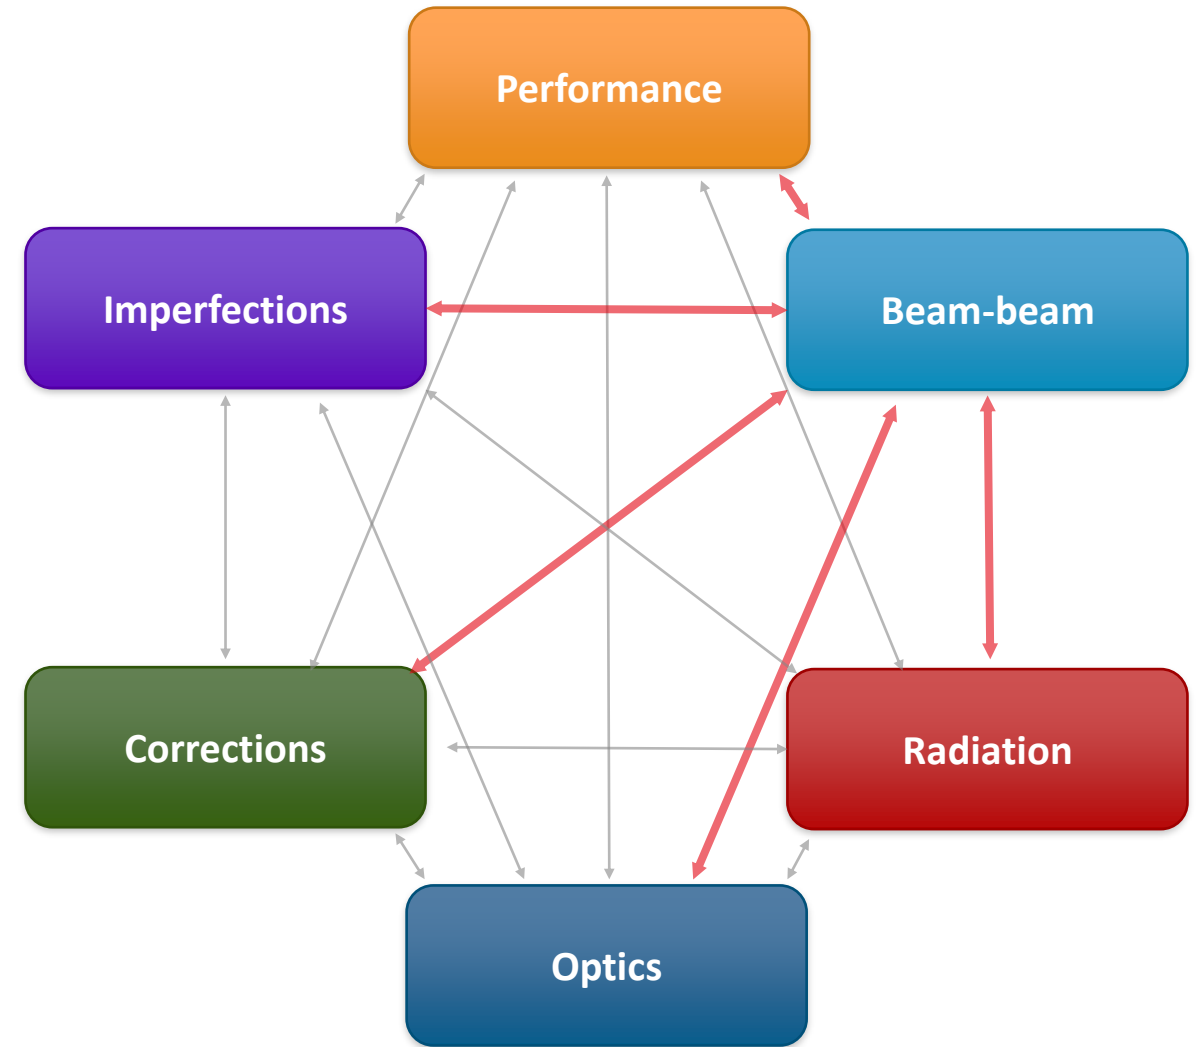 Performance
Imperfections
Beam-beam
Corrections
Radiation
Optics